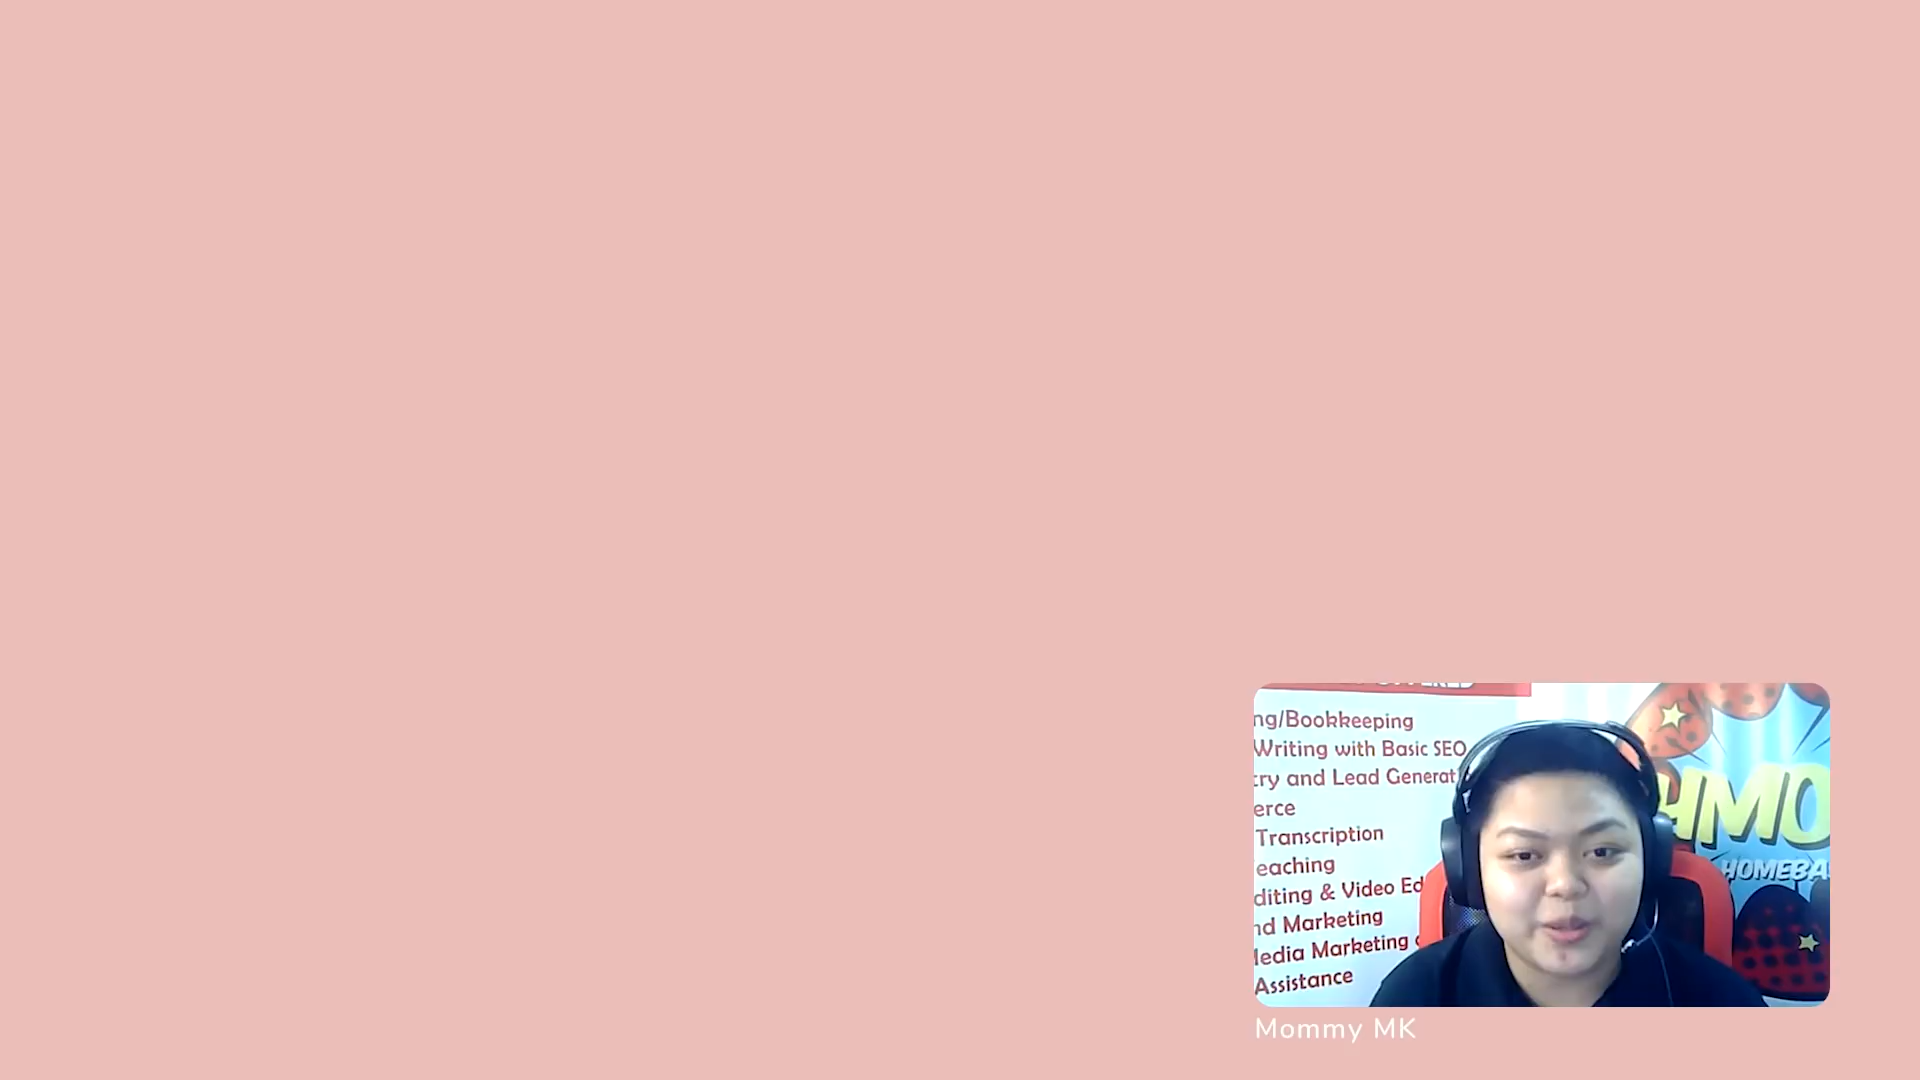 ng/Bookkeeping
Writing with Basic SEO
try and Lead Generat
erce
Transcription
eaching
diting & Video Ed
nd Marketing
Media Marketing
Assistance
HMO
HOMEBA
Mommy MK